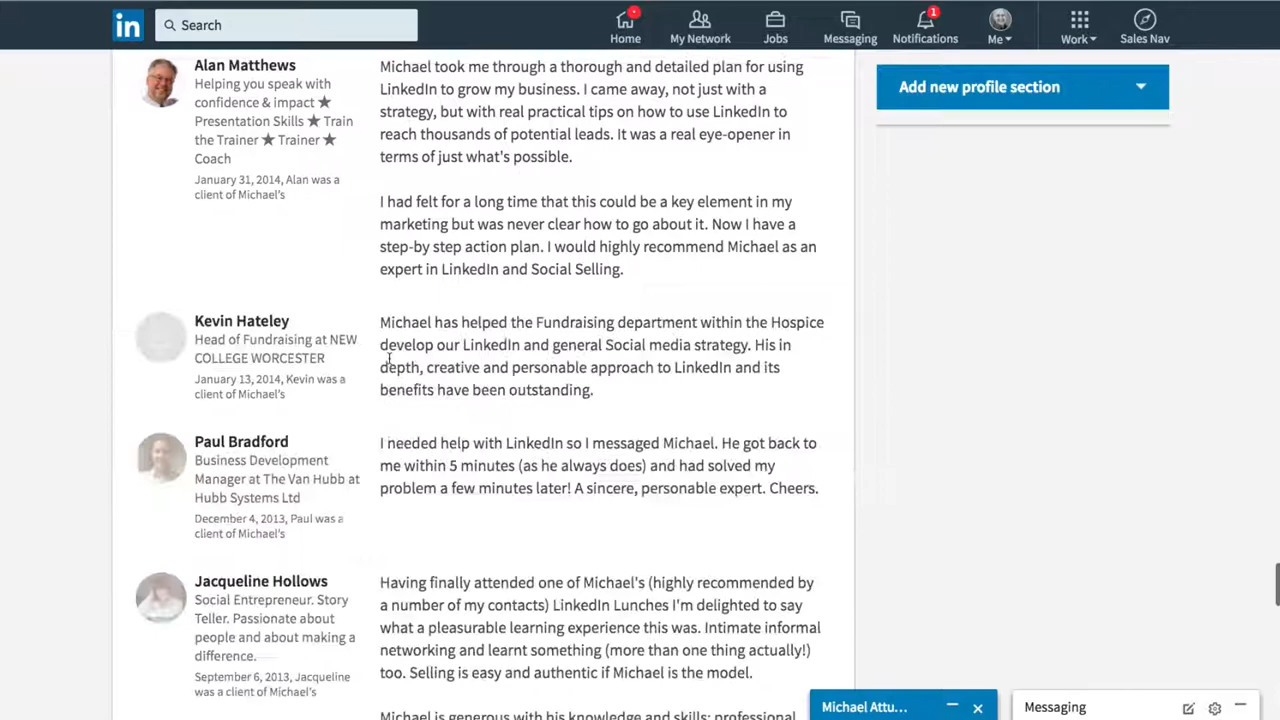 in
Search
Home
My Network
Jobs
Messaging
1
Notifications
Me
Work
Sales Nav
Add new profile section
Alan Matthews
Helping you speak with
confidence & impact ★
Presentation Skills ★ Train
the Trainer ★ Trainer ★
Coach
January 31, 2014, Alan was a
client of Michael's
Michael took me through a thorough and detailed plan for using
LinkedIn to grow my business. I came away, not just with a
strategy, but with real practical tips on how to use LinkedIn to
reach thousands of potential leads. It was a real eye-opener in
terms of just what's possible.
I had felt for a long time that this could be a key element in my
marketing but was never clear how to go about it. Now I have a
step-by step action plan. I would highly recommend Michael as an
expert in LinkedIn and Social Selling.
Kevin Hateley
Head of Fundraising at NEW
COLLEGE WORCESTER
January 13, 2014, Kevin was a
client of Michael's
Michael has helped the Fundraising department within the Hospice
develop our LinkedIn and general Social media strategy. His in
depth, creative and personable approach to LinkedIn and its
benefits have been outstanding.
Paul Bradford
Business Development
Manager at The Van Hubb at
Hubb Systems Ltd
December 4, 2013, Paul was a
client of Michael's
I needed help with LinkedIn so I messaged Michael. He got back to
me within 5 minutes (as he always does) and had solved my
problem a few minutes later! A sincere, personable expert. Cheers.
Jacqueline Hollows
Social Entrepreneur. Story
Teller. Passionate about
people and about making a
difference.
September 6, 2013, Jacqueline
was a client of Michael's
Having finally attended one of Michael's (highly recommended by
a number of my contacts) LinkedIn Lunches I'm delighted to say
what a pleasurable learning experience this was. Intimate informal
networking and learnt something (more than one thing actually!)
too. Selling is easy and authentic if Michael is the model.
Michael is generous with his knowledge and skills; professional
Michael Attu...
Messaging